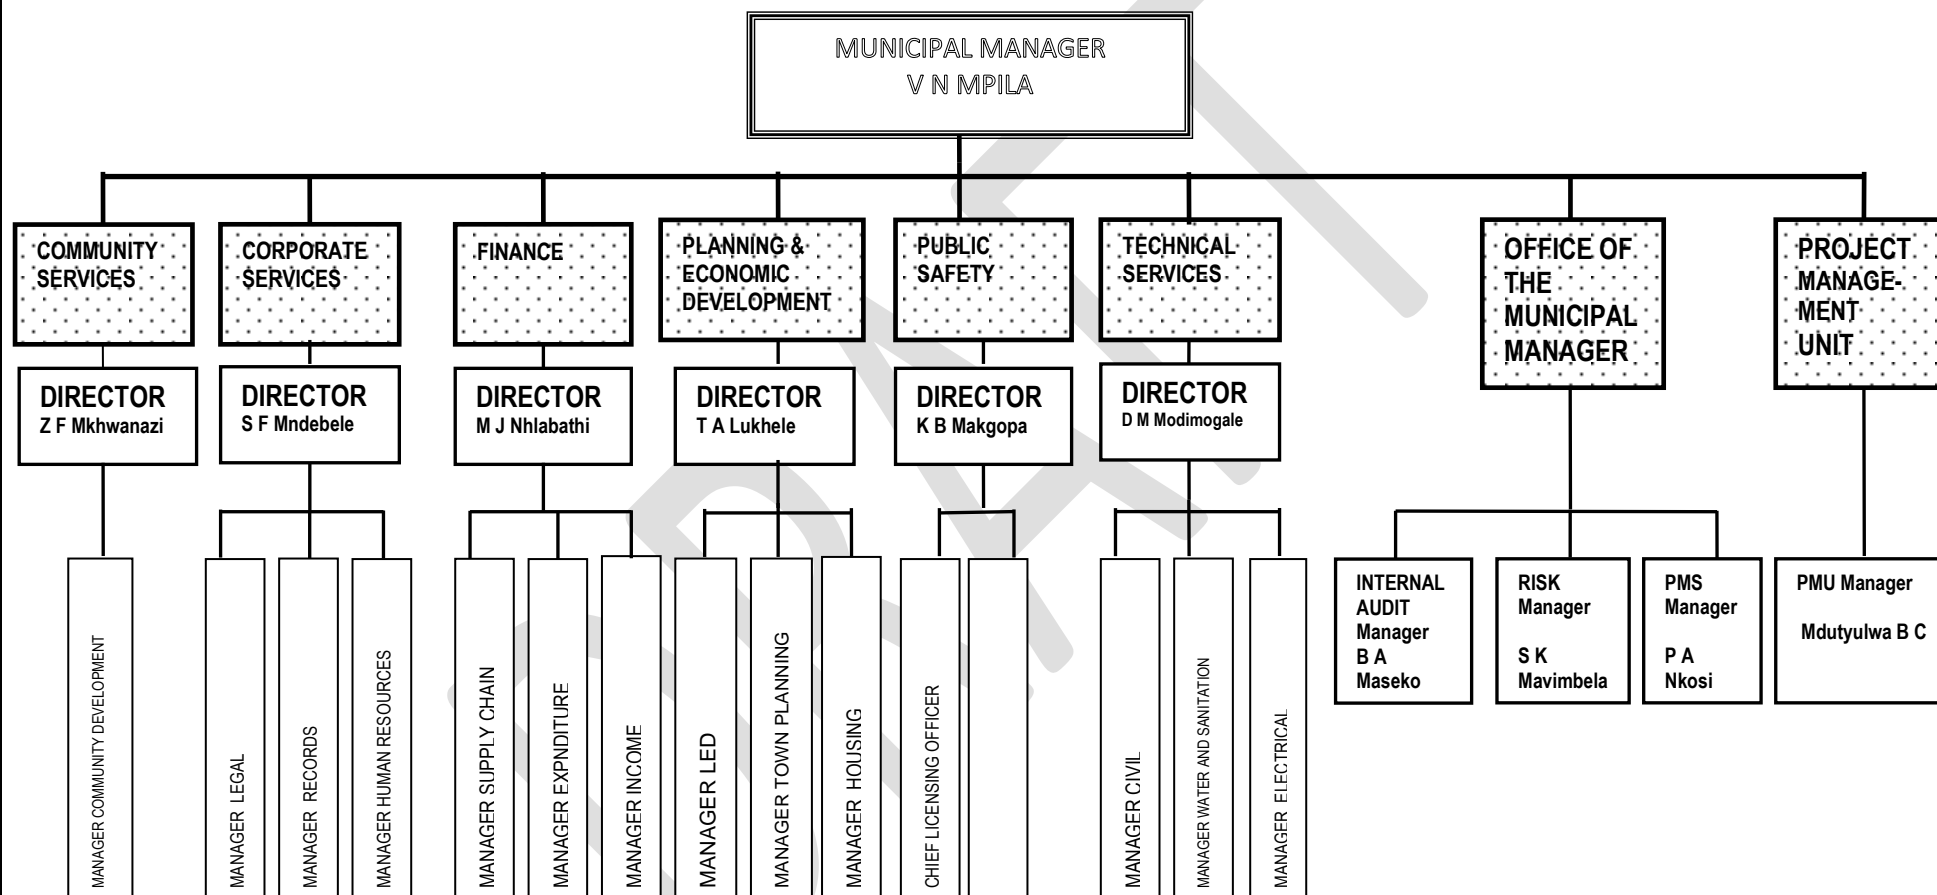 MUNICIPAL MANAGER
V N MPILA
COMMUNITY
SERVICES
CORPORATE
SERVICES
FINANCE
PLANNING &
ECONOMIC
DEVELOPMENT
PUBLIC
SAFETY
TECHNICAL
SERVICES
OFFICE OF
THE
MUNICIPAL
MANAGER
PROJECT
MANAGE-
MENT
UNIT
DIRECTOR
Z F Mkhwanazi
DIRECTOR
S F Mndebele
DIRECTOR
M J Nhlabathi
DIRECTOR
T A Lukhele
DIRECTOR
K B Makgopa
DIRECTOR
D M Modimogale
MANAGER COMMUNITY DEVELOPMENT
MANAGER LEGAL
MANAGER RECORDS
MANAGER HUMAN RESOURCES
MANAGER SUPPLY CHAIN
MANAGER EXPNDITURE
MANAGER INCOME
MANAGER LED
MANAGER TOWN PLANNING
MANAGER HOUSING
CHIEF LICENSING OFFICER
MANAGER CIVIL
MANAGER WATER AND SANITATION
MANAGER ELECTRICAL
INTERNAL
AUDIT
Manager
B A
Maseko
RISK
Manager
S K
Mavimbela
PMS
Manager
P A
Nkosi
PMU Manager
Mdutyulwa B C
DRAFT